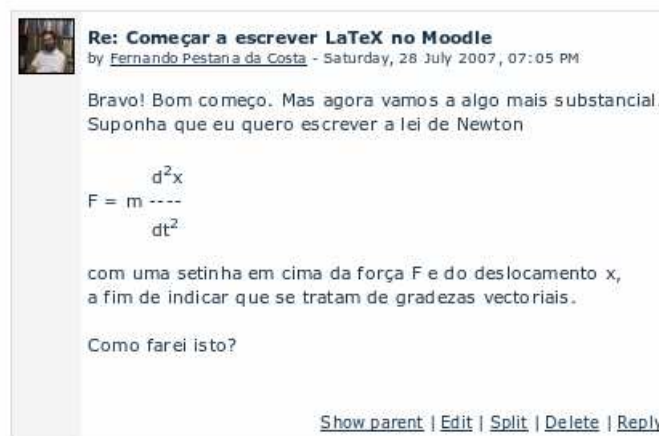 Re: Começar a escrever LaTeX no Moodle
by Fernando Pestana da Costa - Saturday, 28 July 2007, 07:05 PM
Bravo! Bom começo. Mas agora vamos a algo mais substancial
Suponha que eu quero escrever a lei de Newton
d²x
F = m ----
dt²
com uma setinha em cima da força F e do deslocamento x,
a fim de indicar que se tratam de gradezas vectoriais.
Como farei isto?
Show parent | Edit | Split | Delete | Reply